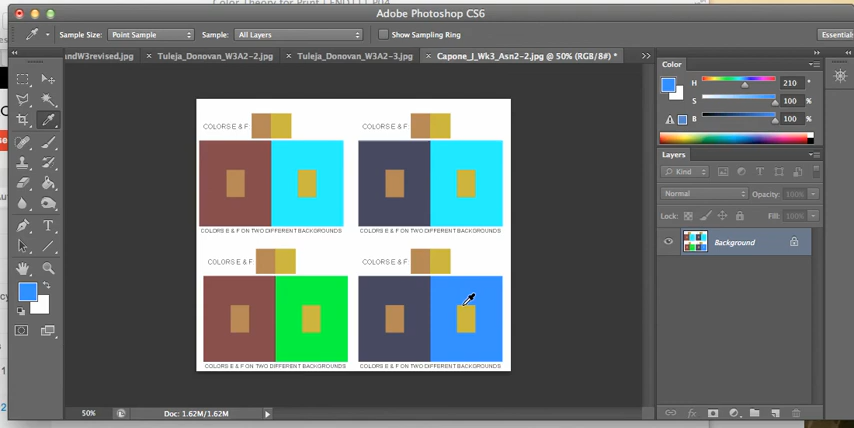 Color Theory for Print | END111 P04
Adobe Photoshop CS6
Sample Size: Point Sample Sample: All Layers Show Sampling Ring Essential
andW3revised.jpg × Tuleja_Donovan_W3A2-2.jpg × Tuleja_Donovan_W3A2-3.jpg × Capone_J_Wk3_Asn2-2.jpg @ 50% (RGB/8#) *
Color
H 210 °
S 100 %
B 100 %
Layers
Kind
Normal Opacity: 100%
Lock: Fill: 100%
Background
COLORS E & F COLORS E & F
COLORS E & F ON TWO DIFFERENT BACKGROUNDS COLORS E & F ON TWO DIFFERENT BACKGROUNDS
COLORS E & F COLORS E & F
COLORS E & F ON TWO DIFFERENT BACKGROUNDS COLORS E & F ON TWO DIFFERENT BACKGROUNDS
50% Doc: 1.62M/1.62M
fx